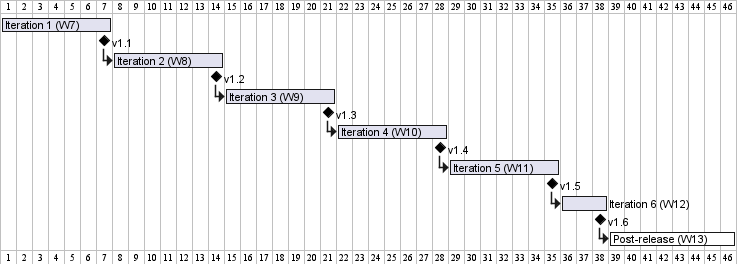 1 2 3 4 5 6 7 8 9 10 11 12 13 14 15 16 17 18 19 20 21 22 23 24 25 26 27 28 29 30 31 32 33 34 35 36 37 38 39 40 41 42 43 44 45 46
Iteration 1 (W7)
v1.1
Iteration 2 (W8)
v1.2
Iteration 3 (W9)
v1.3
Iteration 4 (W10)
v1.4
Iteration 5 (W11)
v1.5
Iteration 6 (W12)
v1.6
Post-release (W13)
1 2 3 4 5 6 7 8 9 10 11 12 13 14 15 16 17 18 19 20 21 22 23 24 25 26 27 28 29 30 31 32 33 34 35 36 37 38 39 40 41 42 43 44 45 46